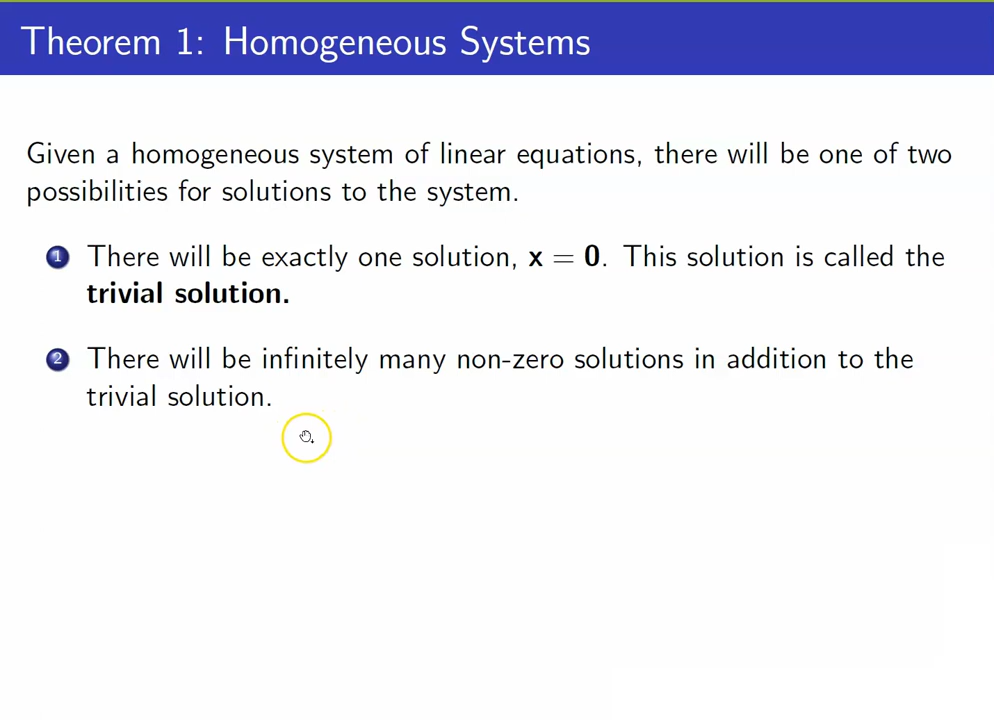 Theorem 1: Homogeneous Systems
Given a homogeneous system of linear equations, there will be one of two
possibilities for solutions to the system.
1 There will be exactly one solution, x = 0. This solution is called the
trivial solution.
2 There will be infinitely many non-zero solutions in addition to the
trivial solution.